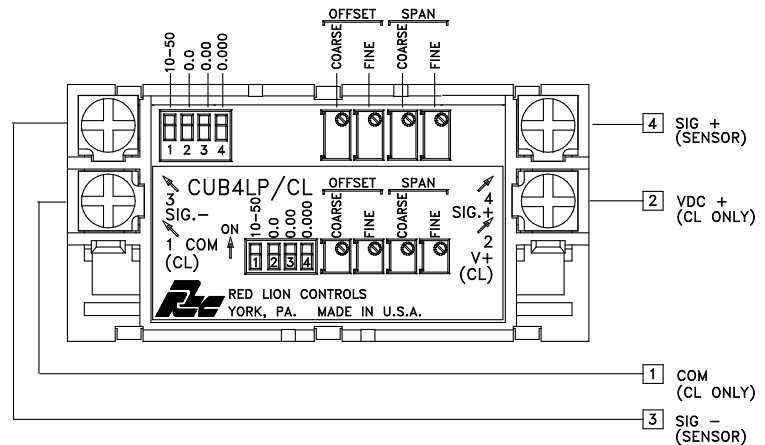 OFFSET SPAN
10-50 0.0 0.00 0.000 COARSE FINE COARSE FINE
1 2 3 4
4 SIG +
(SENSOR)
CUB4LP/CL
OFFSET SPAN
3
SIG.-
10-50 0.0 0.00 0.000 COARSE FINE COARSE FINE
4
SIG.+
2 VDC +
(CL ONLY)
1 COM
(CL)
ON
1 2 3 4
2
V+
(CL)
RLC
RED LION CONTROLS
YORK, PA. MADE IN U.S.A.
1 COM
(CL ONLY)
3 SIG -
(SENSOR)